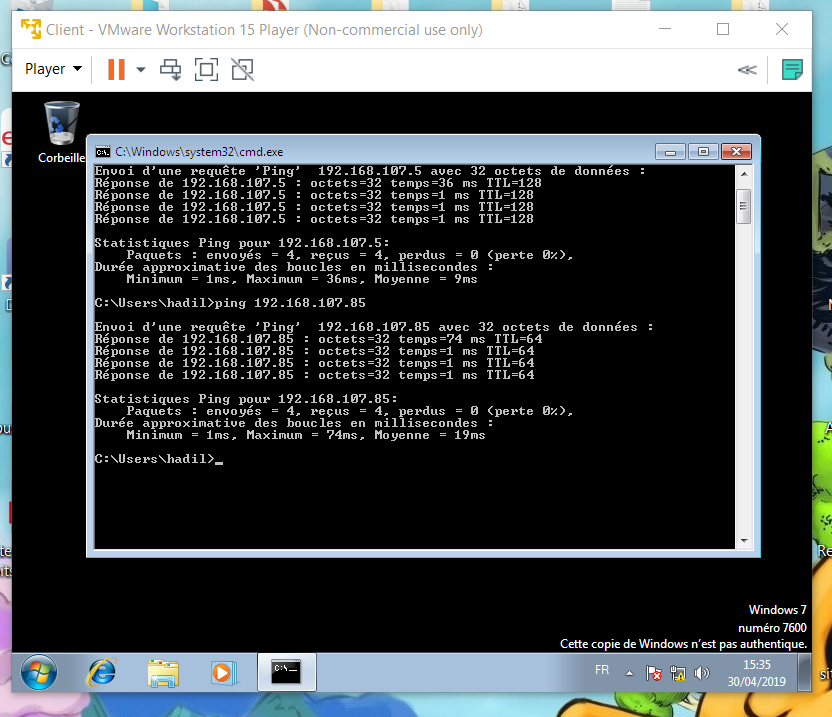 Client - VMware Workstation 15 Player (Non-commercial use only)
Player
Corbeille
C:\Windows\system32\cmd.exe
Envoi d'une requête 'Ping'  192.168.107.5 avec 32 octets de données :
Réponse de 192.168.107.5 : octets=32 temps=36 ms TTL=128
Réponse de 192.168.107.5 : octets=32 temps=1 ms TTL=128
Réponse de 192.168.107.5 : octets=32 temps=1 ms TTL=128
Réponse de 192.168.107.5 : octets=32 temps=1 ms TTL=128
Statistiques Ping pour 192.168.107.5:
Paquets : envoyés = 4, reçus = 4, perdus = 0 (perte 0%),
Durée approximative des boucles en millisecondes :
Minimum = 1ms, Maximum = 36ms, Moyenne = 9ms
C:\Users\hadil>ping 192.168.107.85
Envoi d'une requête 'Ping'  192.168.107.85 avec 32 octets de données :
Réponse de 192.168.107.85 : octets=32 temps=74 ms TTL=64
Réponse de 192.168.107.85 : octets=32 temps=1 ms TTL=64
Réponse de 192.168.107.85 : octets=32 temps=1 ms TTL=64
Réponse de 192.168.107.85 : octets=32 temps=1 ms TTL=64
Statistiques Ping pour 192.168.107.85:
Paquets : envoyés = 4, reçus = 4, perdus = 0 (perte 0%),
Durée approximative des boucles en millisecondes :
Minimum = 1ms, Maximum = 74ms, Moyenne = 19ms
C:\Users\hadil>_
Windows 7
numéro 7600
Cette copie de Windows n'est pas authentique.
FR
15:35
30/04/2019